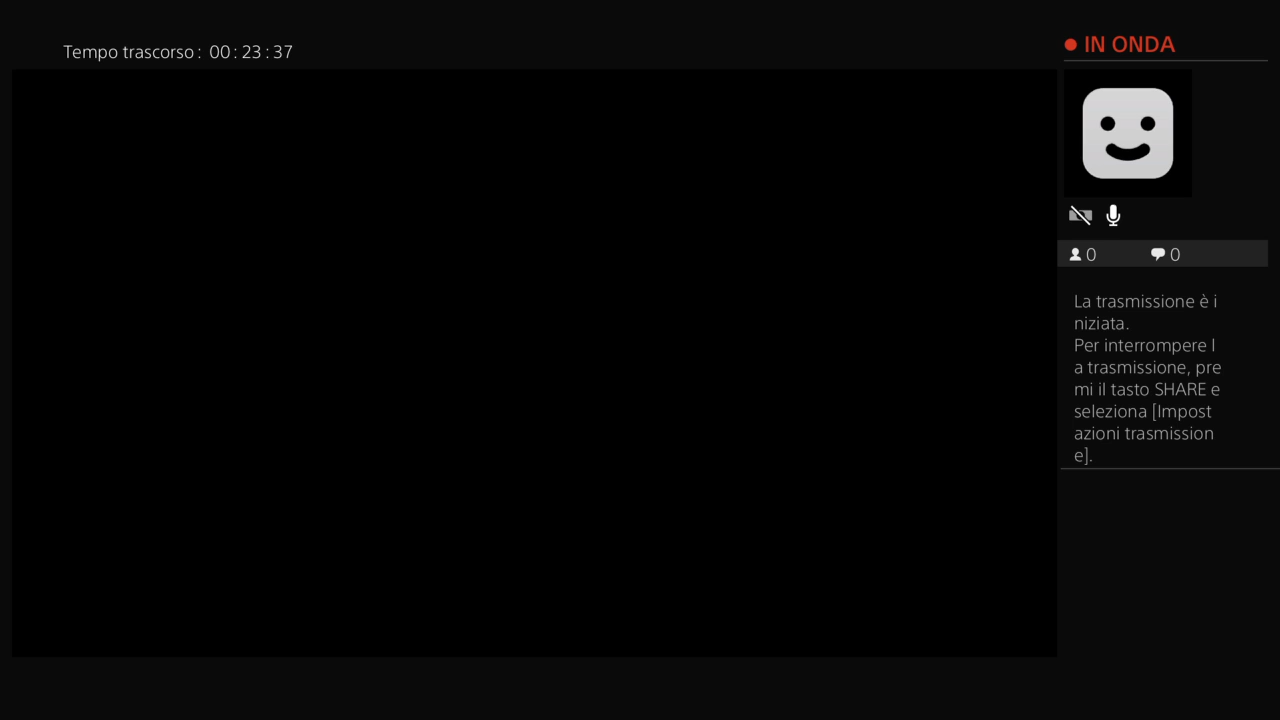 Tempo trascorso : 00 : 23 : 37
IN ONDA
0
0
La trasmissione è i
niziata.
Per interrompere l
a trasmissione, pre
mi il tasto SHARE e
seleziona [Impost
azioni trasmission
e].